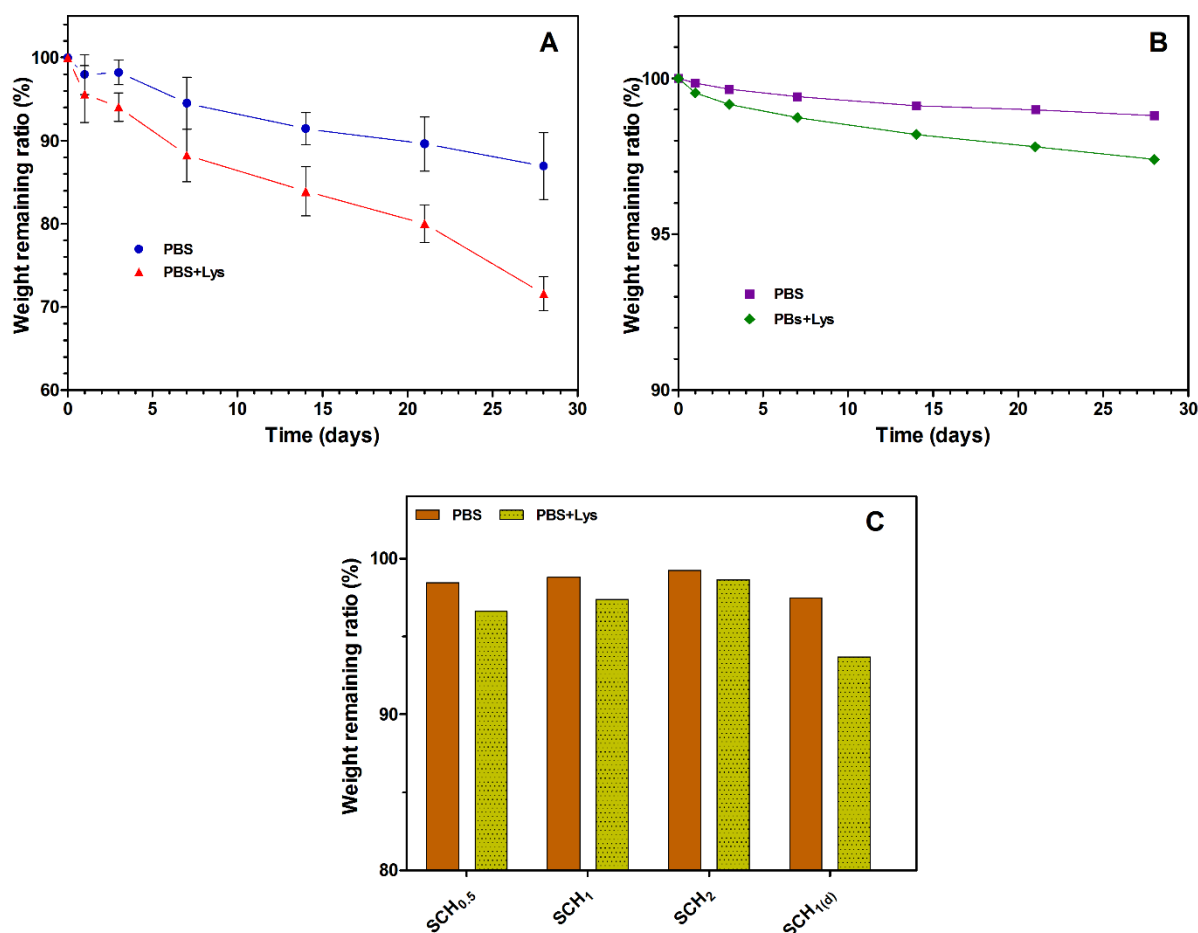 A
Weight remaining ratio (%)
100
90
80
70
60
PBS
PBS+Lys
0 5 10 15 20 25 30
Time (days)
B
Weight remaining ratio (%)
100
95
90
PBS
PBs+Lys
0 5 10 15 20 25 30
Time (days)
C
PBS PBS+Lys
Weight remaining ratio (%)
100
90
80
SCH0.5 SCH1 SCH2 SCH1(d)